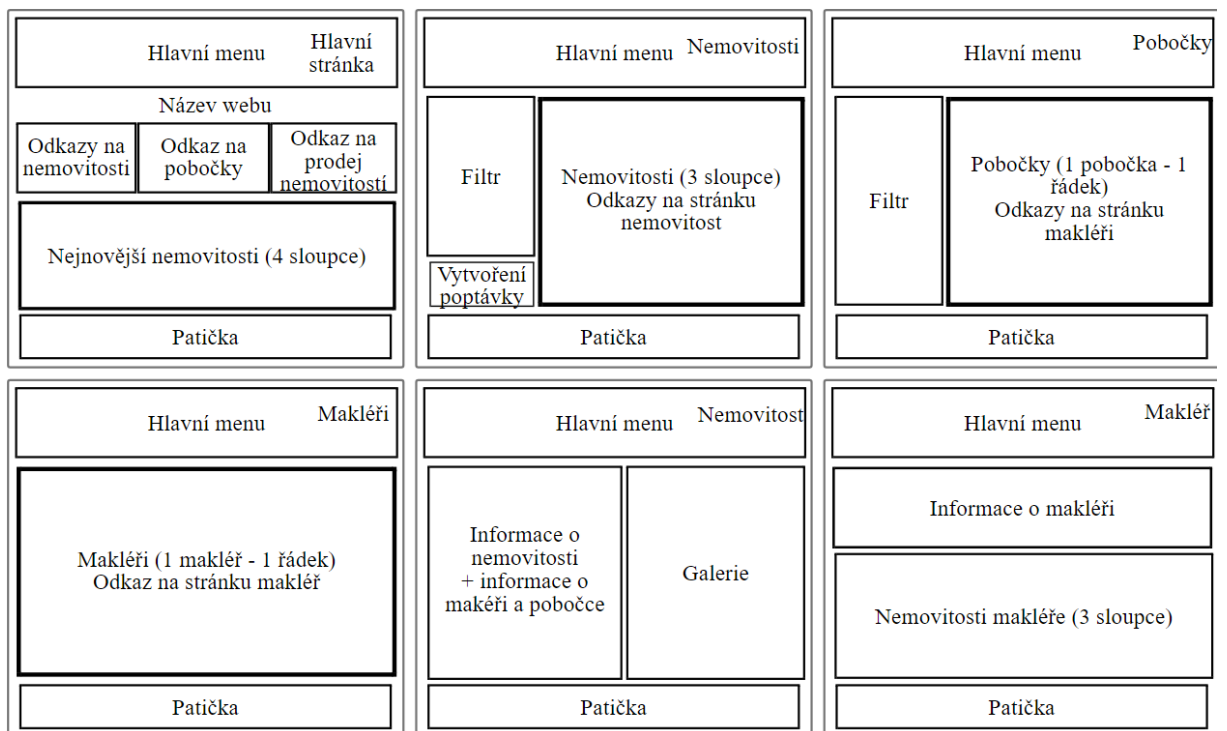 Hlavní menu
Hlavní
stránka
Název webu
Odkazy na
nemovitosti
Odkaz na
pobočky
Odkaz na
prodej
nemovitostí
Nejnovější nemovitosti (4 sloupce)
Patička
Hlavní menu
Nemovitosti
Filtr
Vytvoření
poptávky
Nemovitosti (3 sloupce)
Odkazy na stránku
nemovitost
Patička
Hlavní menu
Pobočky
Filtr
Pobočky (1 pobočka - 1
řádek)
Odkazy na stránku
makléři
Patička
Hlavní menu
Makléři
Makléři (1 makléř - 1 řádek)
Odkaz na stránku makléř
Patička
Hlavní menu
Nemovitost
Informace o
nemovitosti
+ informace o
makéři a pobočce
Galerie
Patička
Hlavní menu
Makléř
Informace o makléři
Nemovitosti makléře (3 sloupce)
Patička